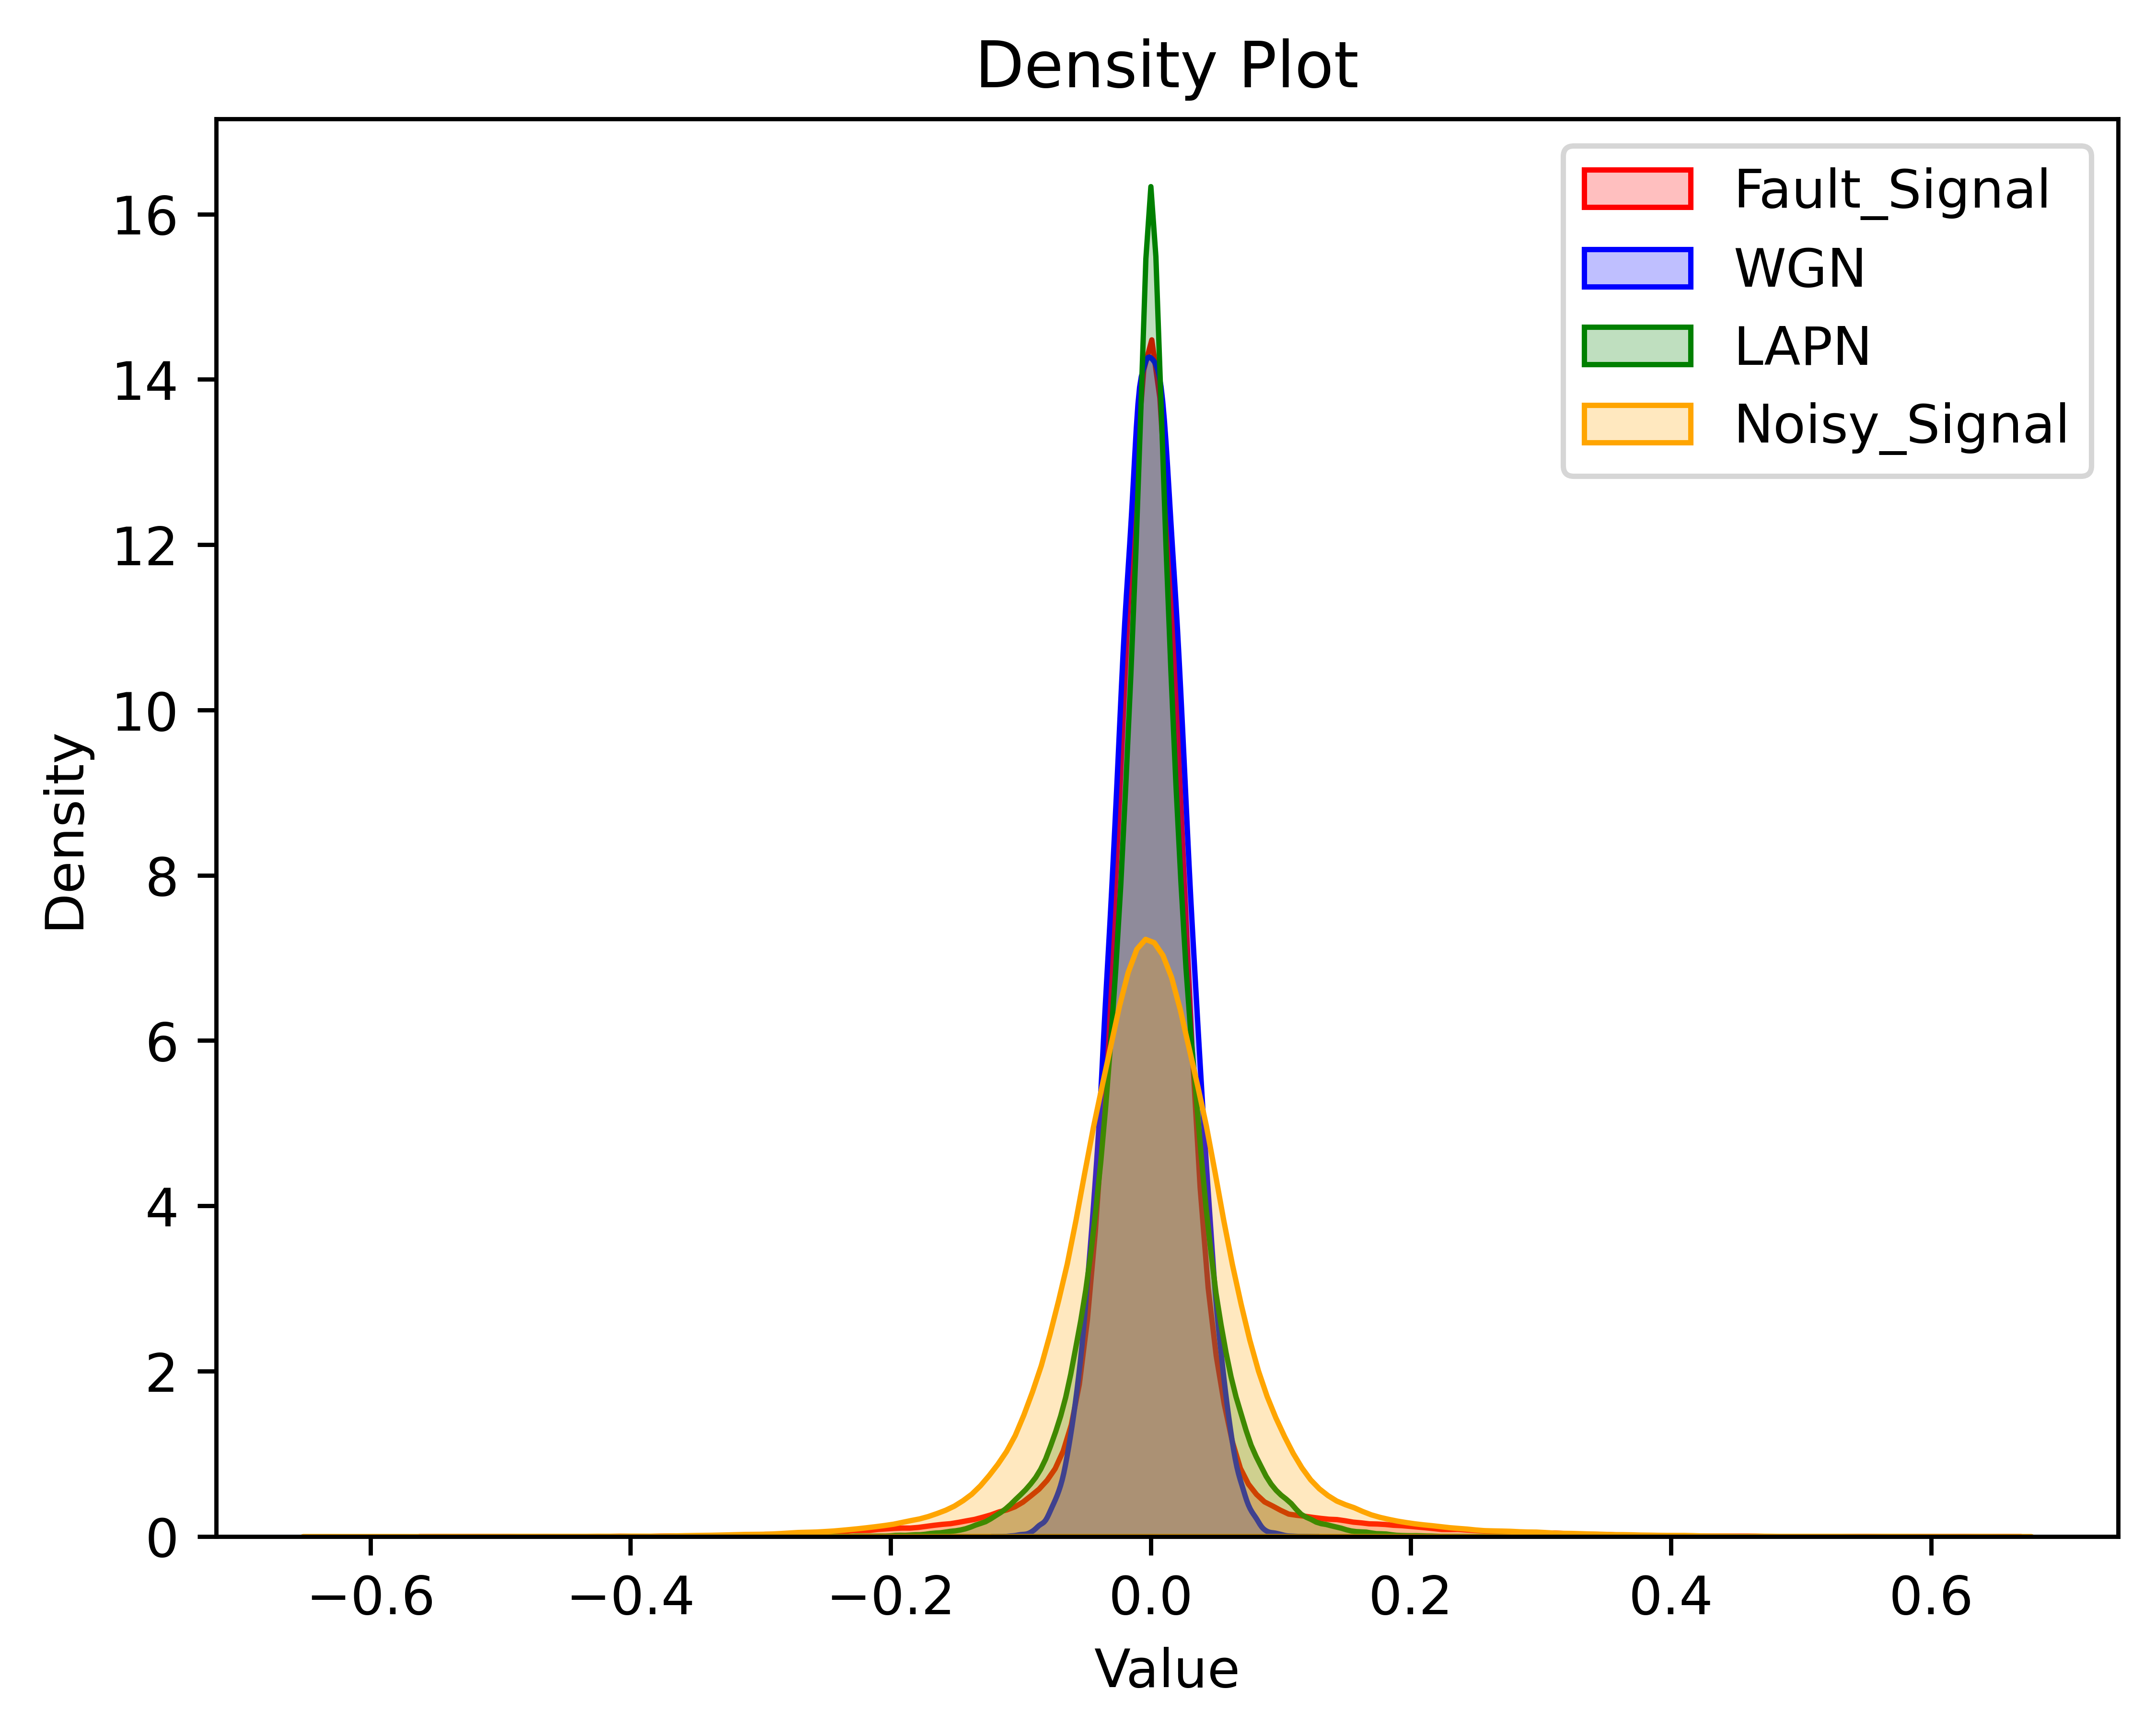 Density Plot
Fault_Signal
WGN
LAPN
Noisy_Signal
Density
16
14
12
10
8
6
4
2
0
−0.6 −0.4 −0.2 0.0 0.2 0.4 0.6
Value